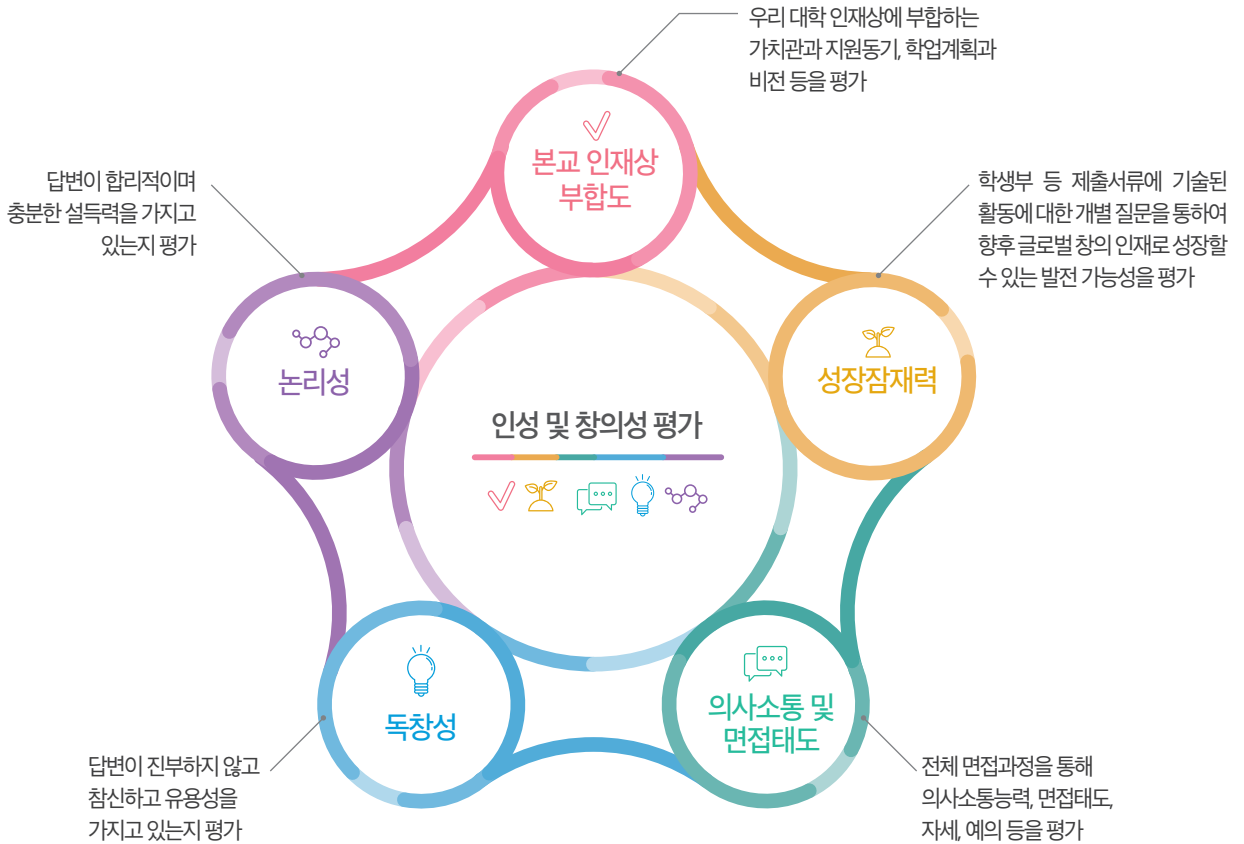 우리 대학 인재상에 부합하는
가치관과 지원동기, 학업계획과
비전 등을 평가
본교 인재상
부합도
답변이 합리적이며
충분한 설득력을 가지고
있는지 평가
학생부 등 제출서류에 기술된
활동에 대한 개별 질문을 통하여
향후 글로벌 창의 인재로 성장할
수 있는 발전 가능성을 평가
논리성
성장잠재력
인성 및 창의성 평가
독창성
의사소통 및
면접태도
답변이 진부하지 않고
참신하고 유용성을
가지고 있는지 평가
전체 면접과정을 통해
의사소통능력, 면접태도,
자세, 예의 등을 평가